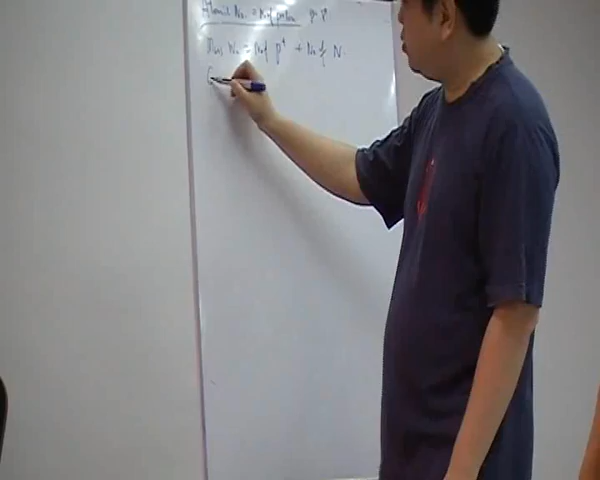 Atomic No. = No of proton
Mass No = No of p+ + No of N.